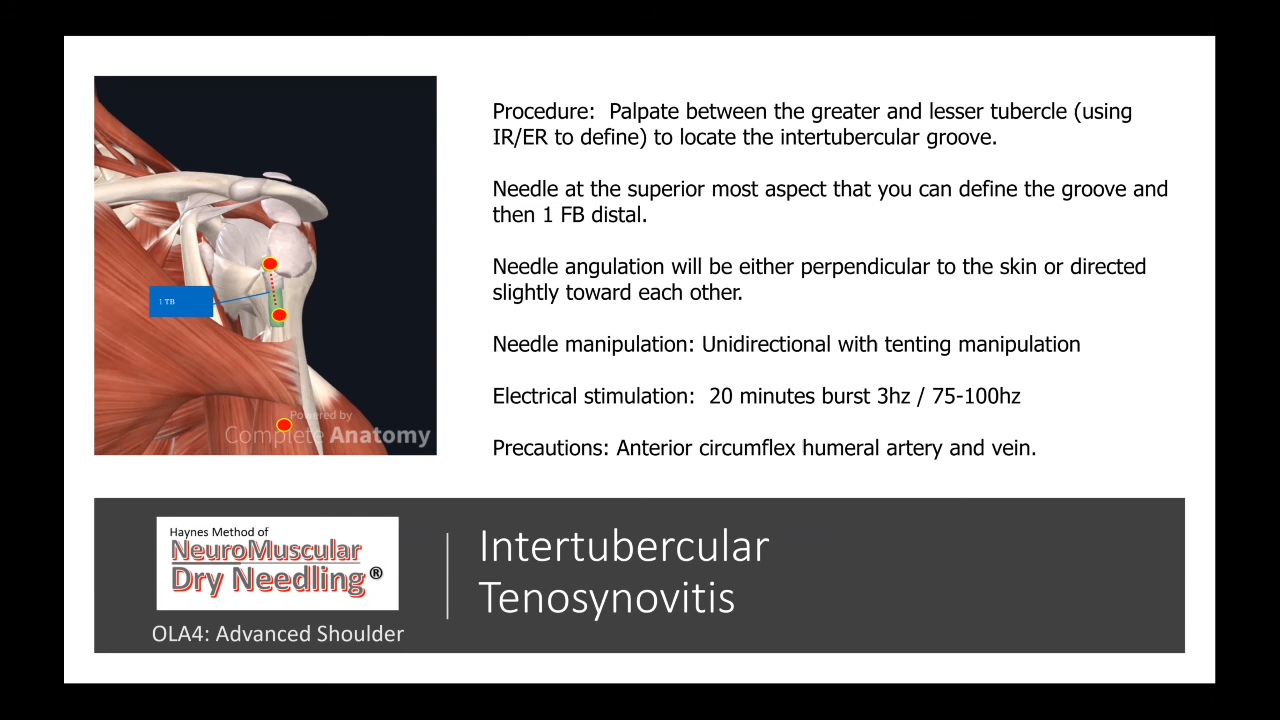 Procedure:  Palpate between the greater and lesser tubercle (using
IR/ER to define) to locate the intertubercular groove.
Needle at the superior most aspect that you can define the groove and
then 1 FB distal.
Needle angulation will be either perpendicular to the skin or directed
slightly toward each other.
Needle manipulation: Unidirectional with tenting manipulation
Electrical stimulation:  20 minutes burst 3hz / 75-100hz
Precautions: Anterior circumflex humeral artery and vein.
1 TB
Powered by
Complete Anatomy
Haynes Method of
NeuroMuscular
Dry Needling®
OLA4: Advanced Shoulder
Intertubercular
Tenosynovitis